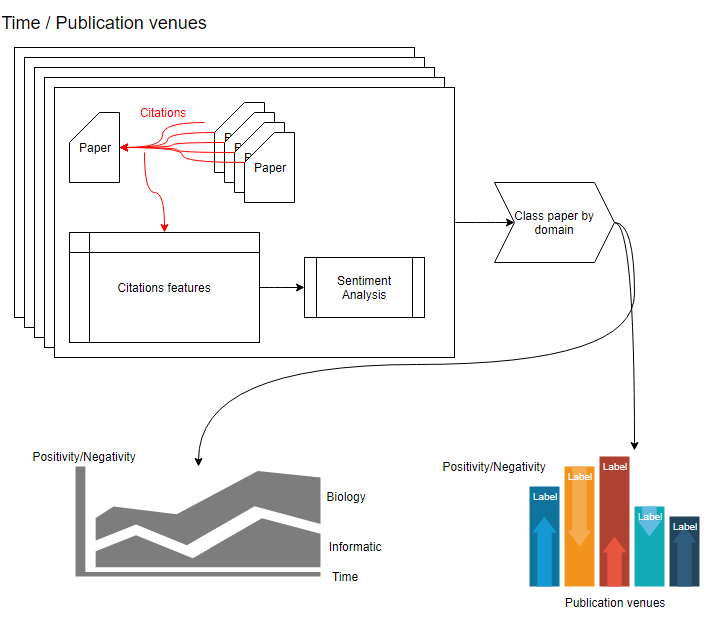 Time / Publication venues
Citations
Paper
Paper
Citations features
Sentiment
Analysis
Class paper by
domain
Positivity/Negativity
Biology
Informatic
Time
Positivity/Negativity
Label
Label
Label
Label
Label
Publication venues